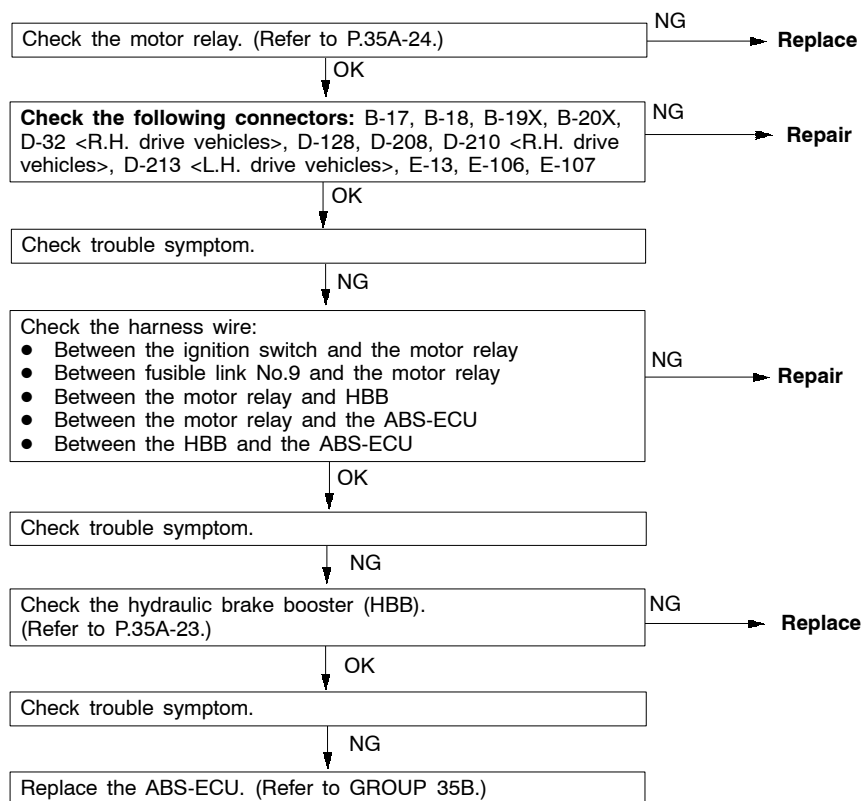 Check the motor relay. (Refer to P.35A-24.)
NG
Replace
OK
Check the following connectors: B-17, B-18, B-19X, B-20X,
D-32 <R.H. drive vehicles>, D-128, D-208, D-210 <R.H. drive
vehicles>, D-213 <L.H. drive vehicles>, E-13, E-106, E-107
NG
Repair
OK
Check trouble symptom.
NG
Check the harness wire:
● Between the ignition switch and the motor relay
● Between fusible link No.9 and the motor relay
● Between the motor relay and HBB
● Between the motor relay and the ABS-ECU
● Between the HBB and the ABS-ECU
NG
Repair
OK
Check trouble symptom.
NG
Check the hydraulic brake booster (HBB).
(Refer to P.35A-23.)
NG
Replace
OK
Check trouble symptom.
NG
Replace the ABS-ECU. (Refer to GROUP 35B.)